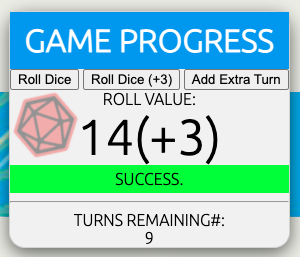 GAME PROGRESS
Roll Dice Roll Dice (+3) Add Extra Turn
ROLL VALUE:
14(+3)
SUCCESS.
TURNS REMAINING#:
9